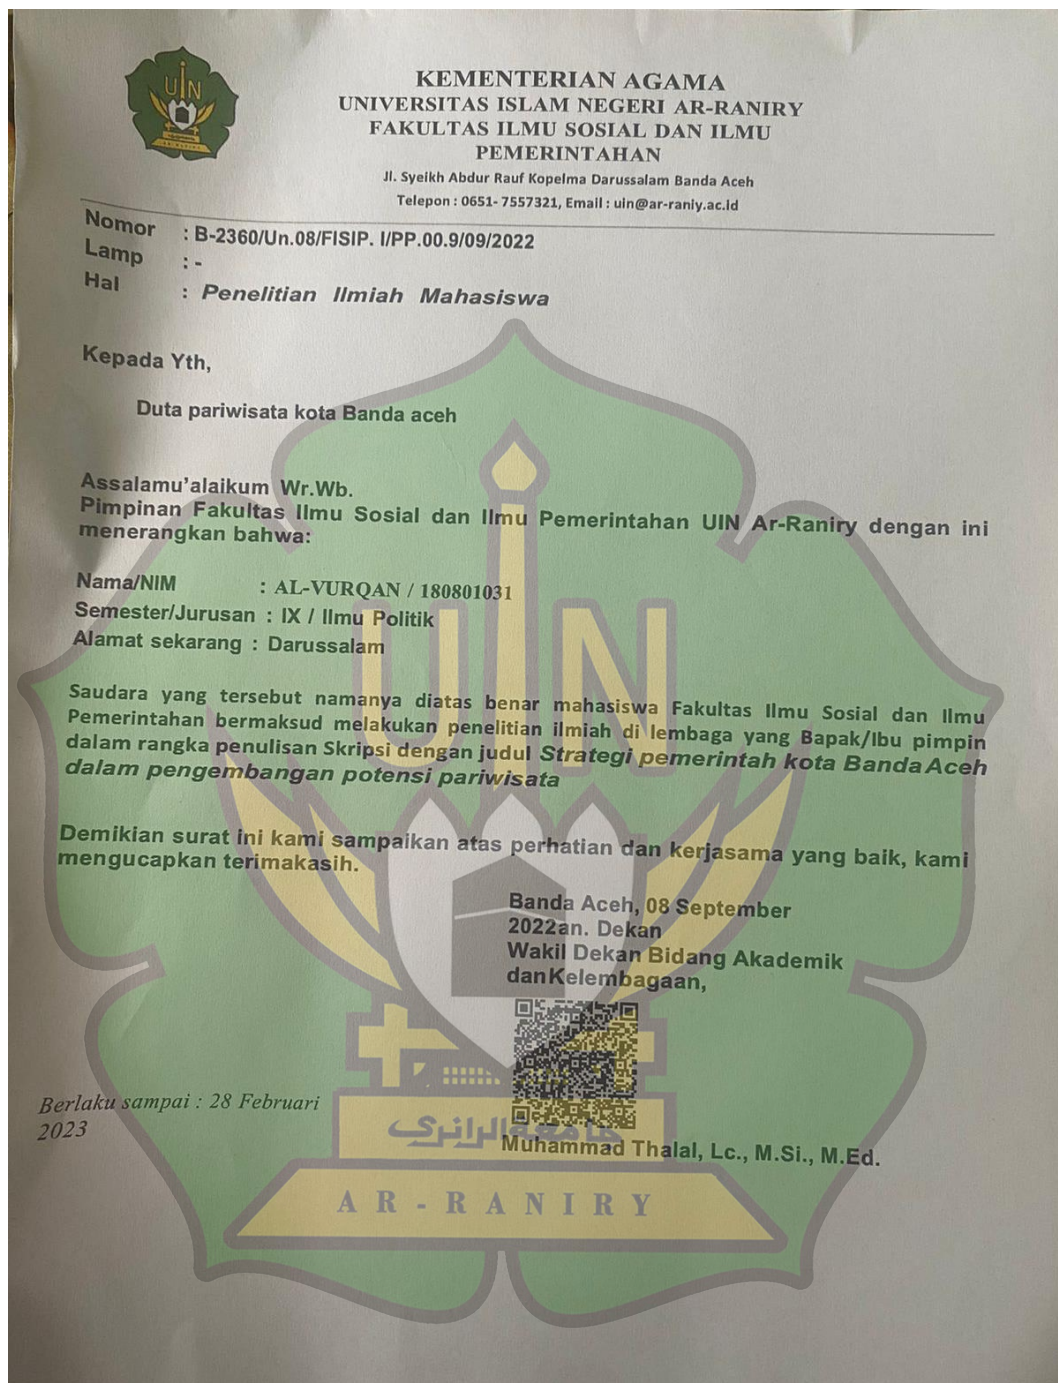 KEMENTERIAN AGAMA
UNIVERSITAS ISLAM NEGERI AR-RANIRY
FAKULTAS ILMU SOSIAL DAN ILMU
PEMERINTAHAN
Jl. Syeikh Abdur Rauf Kopelma Darussalam Banda Aceh
Telepon : 0651- 7557321, Email : uin@ar-raniy.ac.id
UIN
AR-RANIRY
Nomor : B-2360/Un.08/FISIP. I/PP.00.9/09/2022
Lamp : -
Hal : Penelitian Ilmiah Mahasiswa
Kepada Yth,
Duta pariwisata kota Banda aceh
Assalamu'alaikum Wr.Wb.
Pimpinan Fakultas Ilmu Sosial dan Ilmu Pemerintahan UIN Ar-Raniry dengan ini
menerangkan bahwa:
Nama/NIM : AL-VURQAN / 180801031
Semester/Jurusan : IX / Ilmu Politik
Alamat sekarang : Darussalam
Saudara yang tersebut namanya diatas benar mahasiswa Fakultas Ilmu Sosial dan Ilmu
Pemerintahan bermaksud melakukan penelitian ilmiah di lembaga yang Bapak/Ibu pimpin
dalam rangka penulisan Skripsi dengan judul Strategi pemerintah kota Banda Aceh
dalam pengembangan potensi pariwisata
Demikian surat ini kami sampaikan atas perhatian dan kerjasama yang baik, kami
mengucapkan terimakasih.
Banda Aceh, 08 September
2022an. Dekan
Wakil Dekan Bidang Akademik
dan Kelembagaan,
Berlaku sampai : 28 Februari
2023
Muhammad Thalal, Lc., M.Si., M.Ed.
UIN
جامعة الرانري
AR-RANIRY